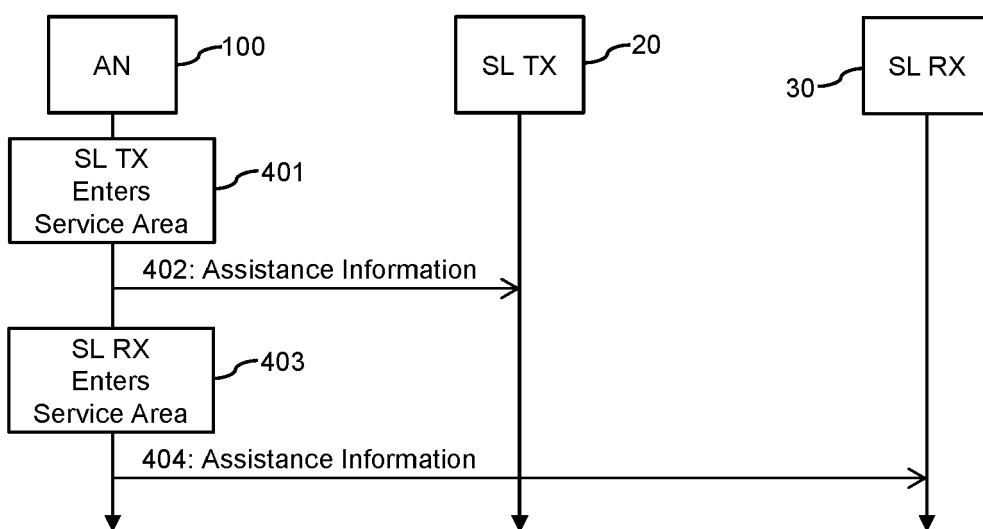 AN
100
SL TX
20
SL RX
30
SL TX
Enters
Service Area
401
402: Assistance Information
SL RX
Enters
Service Area
403
404: Assistance Information